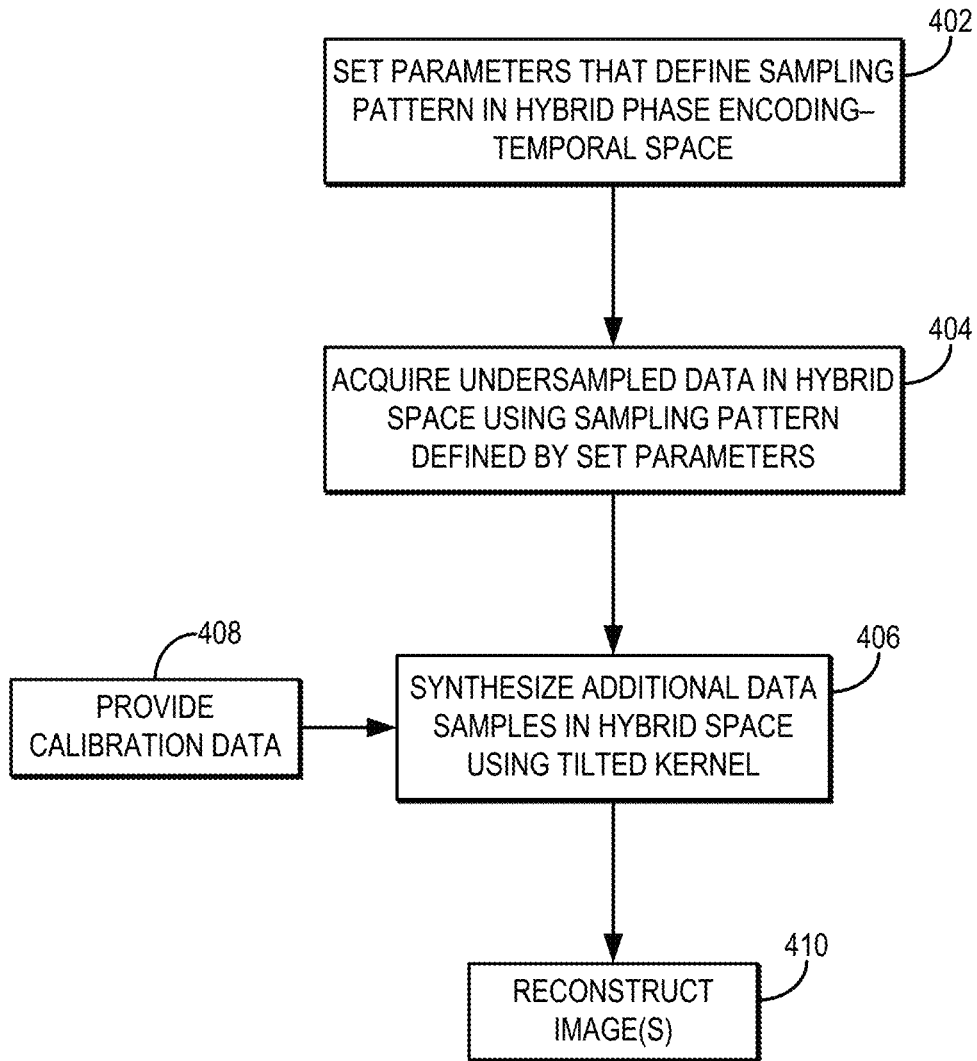 402
SET PARAMETERS THAT DEFINE SAMPLING
PATTERN IN HYBRID PHASE ENCODING–
TEMPORAL SPACE
404
ACQUIRE UNDERSAMPLED DATA IN HYBRID
SPACE USING SAMPLING PATTERN
DEFINED BY SET PARAMETERS
408
PROVIDE
CALIBRATION DATA
406
SYNTHESIZE ADDITIONAL DATA
SAMPLES IN HYBRID SPACE
USING TILTED KERNEL
410
RECONSTRUCT
IMAGE(S)